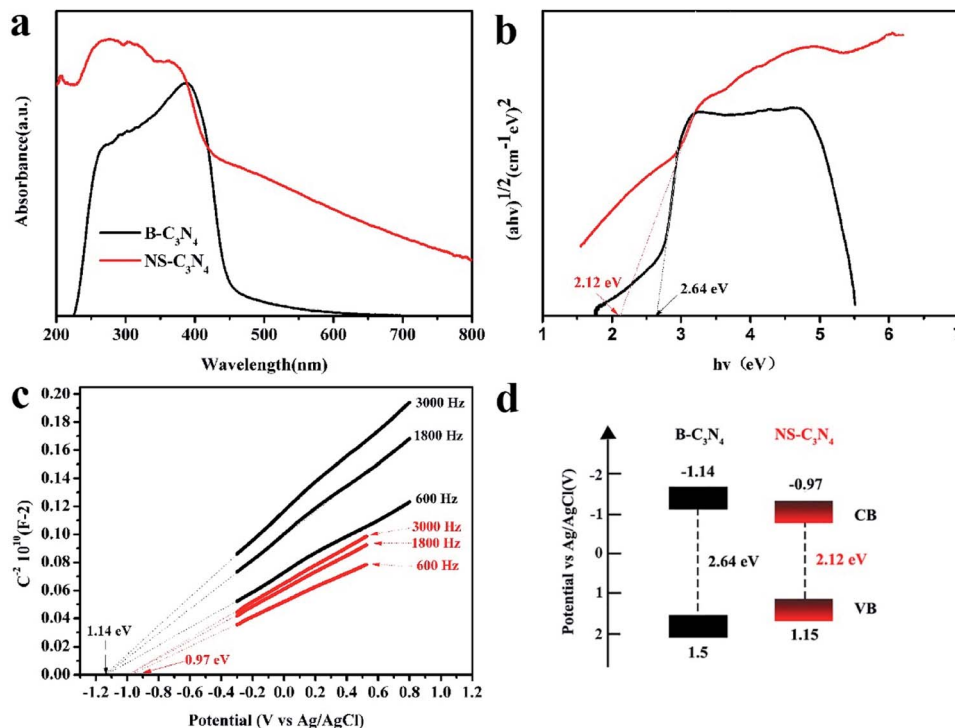 a
Absorbance(a.u.)
B-C₃N₄
NS-C₃N₄
200 300 400 500 600 700 800
Wavelength(nm)
b
(ahv)1/2(cm-1eV)2
2.12 eV
2.64 eV
1 2 3 4 5 6 7
hv (eV)
c
0.20
0.18
0.16
0.14
0.12
0.10
0.08
0.06
0.04
0.02
0.00
C-2 1010(F-2)
3000 Hz
1800 Hz
600 Hz
3000 Hz
1800 Hz
600 Hz
1.14 eV
0.97 eV
-1.2 -1.0 -0.8 -0.6 -0.4 -0.2 0.0 0.2 0.4 0.6 0.8 1.0 1.2
Potential (V vs Ag/AgCl)
d
B-C₃N₄ NS-C₃N₄
Potential vs Ag/AgCl(V)
-2
-1
0
1
2
-1.14
-0.97
CB
2.64 eV
2.12 eV
VB
1.5
1.15